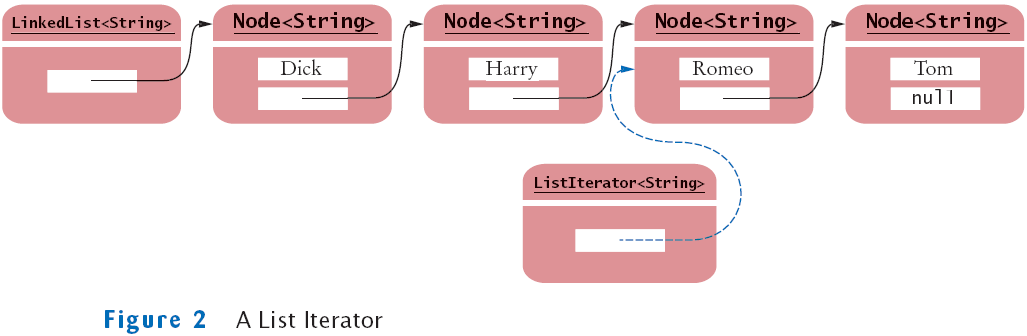 LinkedList<String>
Node<String>
Node<String>
Node<String>
Node<String>
Dick
Harry
Romeo
Tom
null
ListIterator<String>
Figure 2 A List Iterator